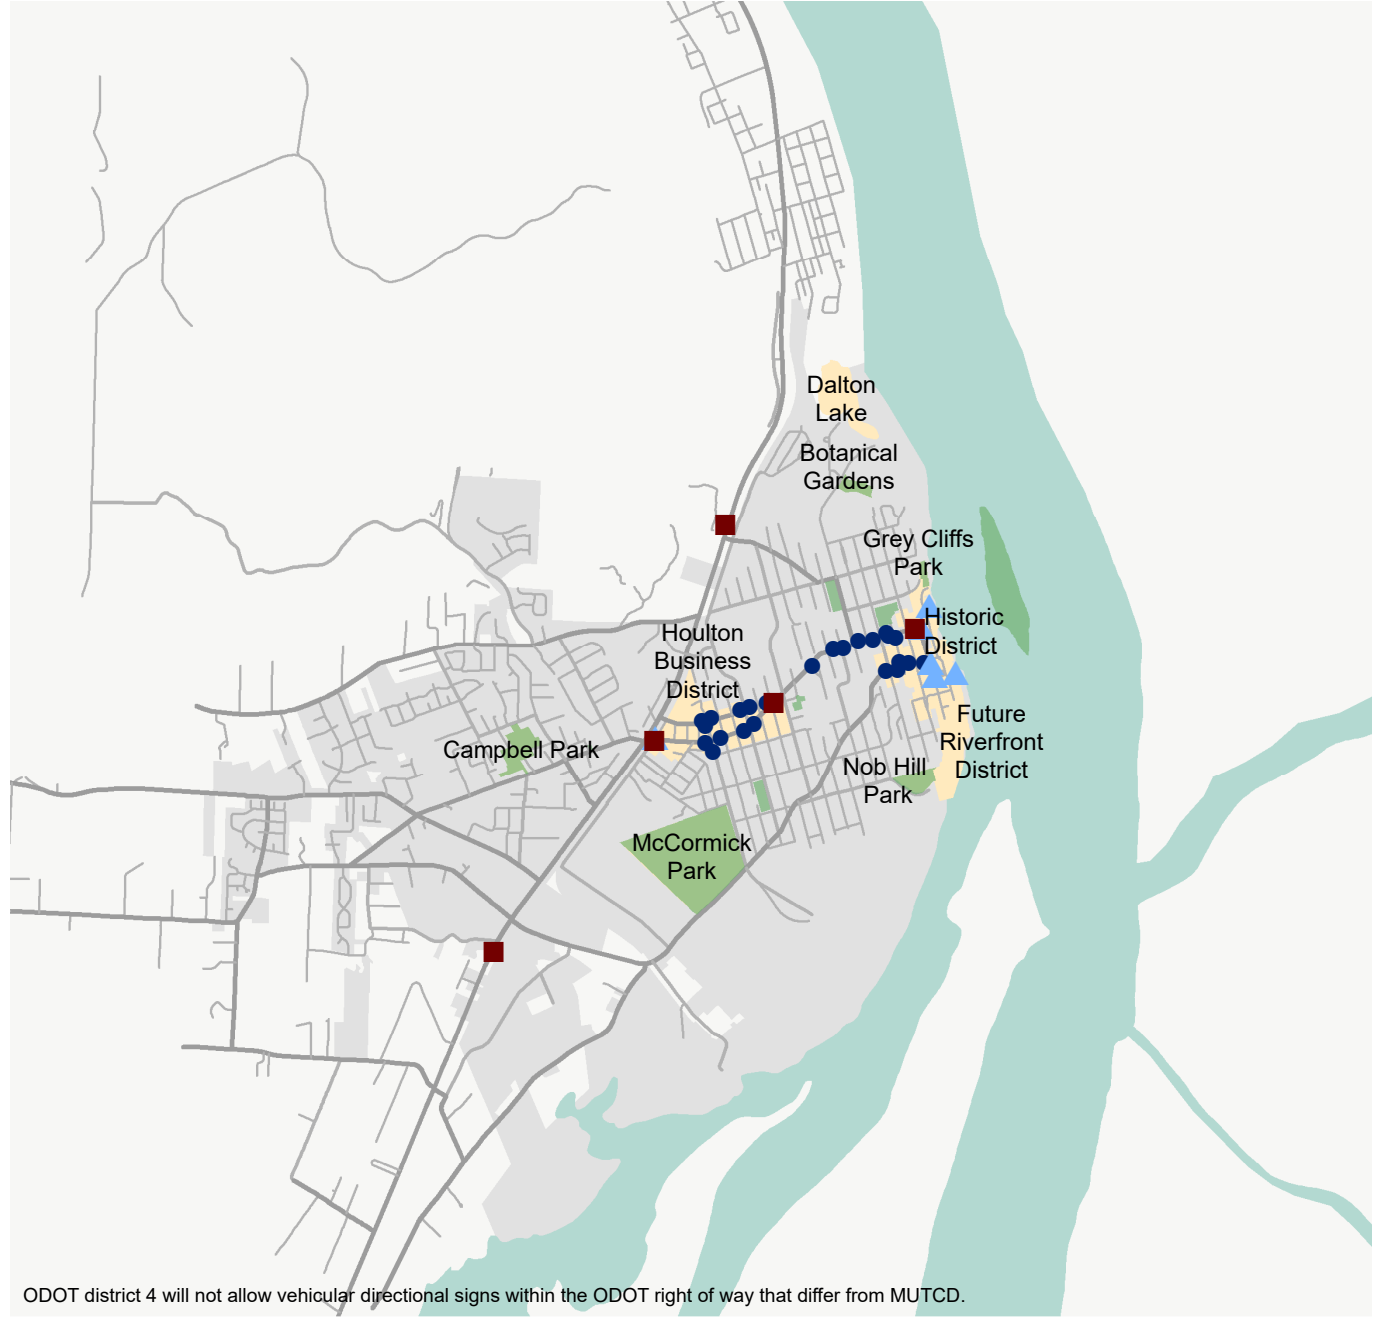 Dalton
Lake
Botanical
Gardens
Grey Cliffs
Park
Historic
District
Houlton
Business
District
Future
Riverfront
District
Campbell Park
Nob Hill
Park
McCormick
Park
ODOT district 4 will not allow vehicular directional signs within the ODOT right of way that differ from MUTCD.